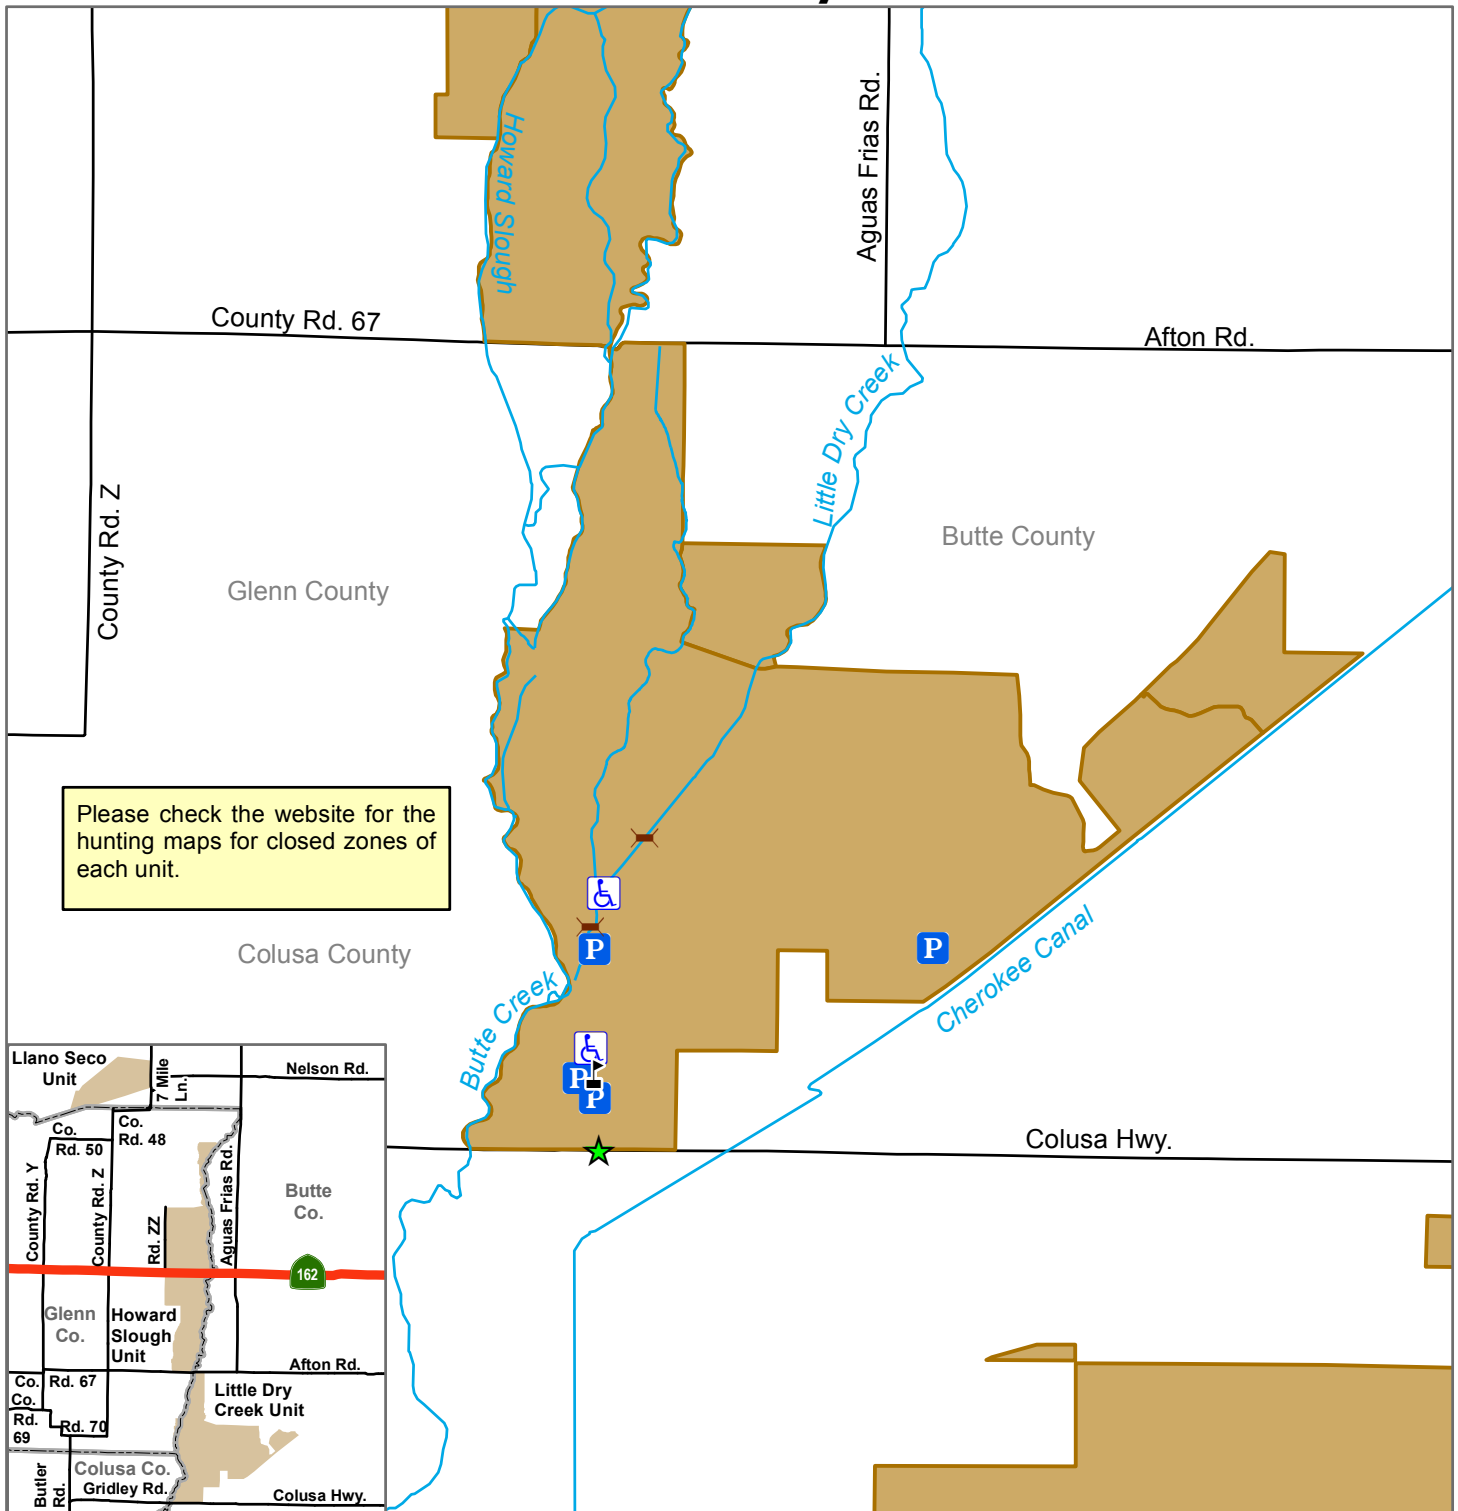 Howard Slough
Aguas Frias Rd.
County Rd. 67
Afton Rd.
Little Dry Creek
County Rd. Z
Butte County
Glenn County
Please check the website for the
hunting maps for closed zones of
each unit.
P
P
Colusa County
Cherokee Canal
Butte Creek
P
P
Colusa Hwy.
Llano Seco
Unit
7 Mile
Ln.
Nelson Rd.
Co.
Rd. 50
Co.
Rd. 48
County Rd. Y
County Rd. Z
Rd. ZZ
Aguas Frias Rd.
Butte
Co.
162
Glenn
Co.
Howard
Slough
Unit
Afton Rd.
Co.
Rd. 67
Co.
Rd.
69
Rd. 70
Little Dry
Creek Unit
Colusa Co.
Butler
Rd.
Gridley Rd.
Colusa Hwy.